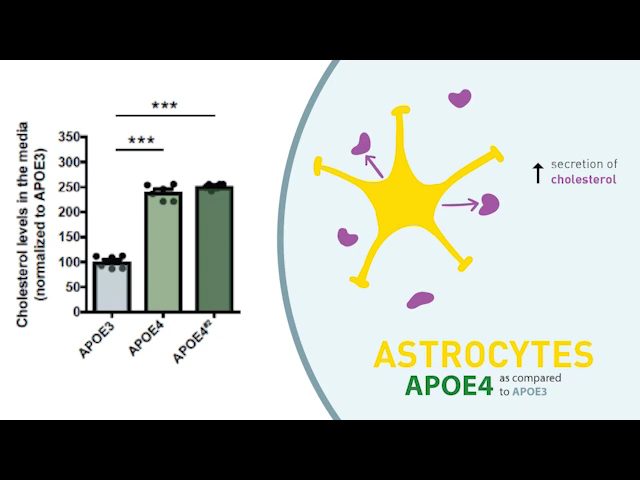 ***
***
Cholesterol levels in the media
(normalized to APOE3)
350
300
250
200
150
100
50
0
APOE3
APOE4
APOE4#2
secretion of
cholesterol
ASTROCYTES
APOE4 as compared
to APOE3